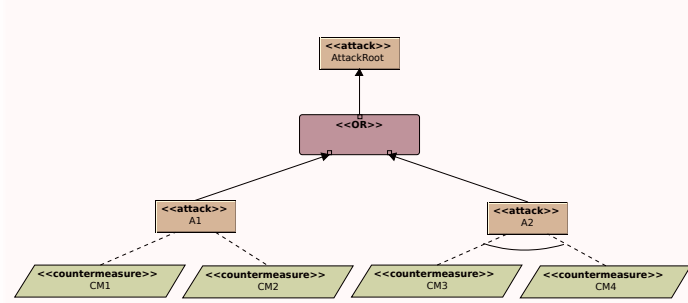 <<attack>>
AttackRoot
<<OR>>
<<attack>>
A1
<<attack>>
A2
<<countermeasure>>
CM1
<<countermeasure>>
CM2
<<countermeasure>>
CM3
<<countermeasure>>
CM4